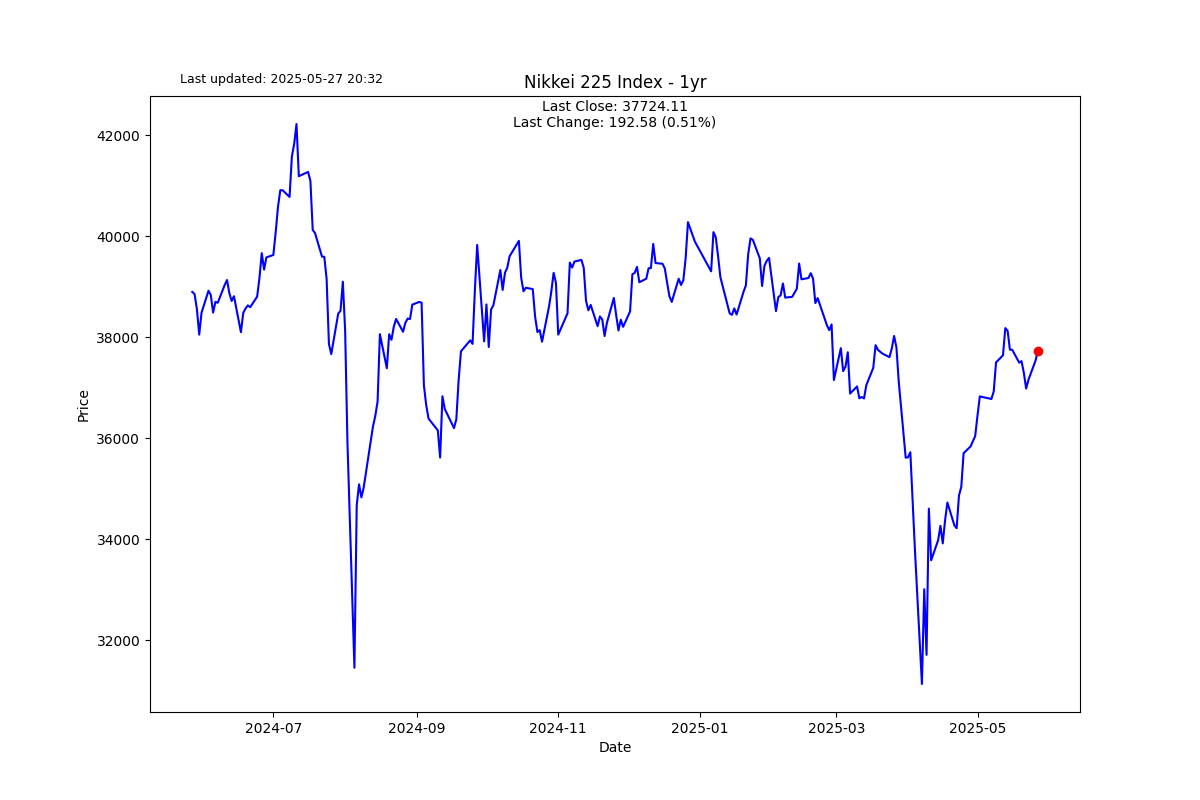 Last updated: 2025-05-27 20:32
Nikkei 225 Index - 1yr
Last Close: 37724.11
Last Change: 192.58 (0.51%)
42000
40000
38000
36000
34000
32000
Price
2024-07
2024-09
2024-11
2025-01
2025-03
2025-05
Date